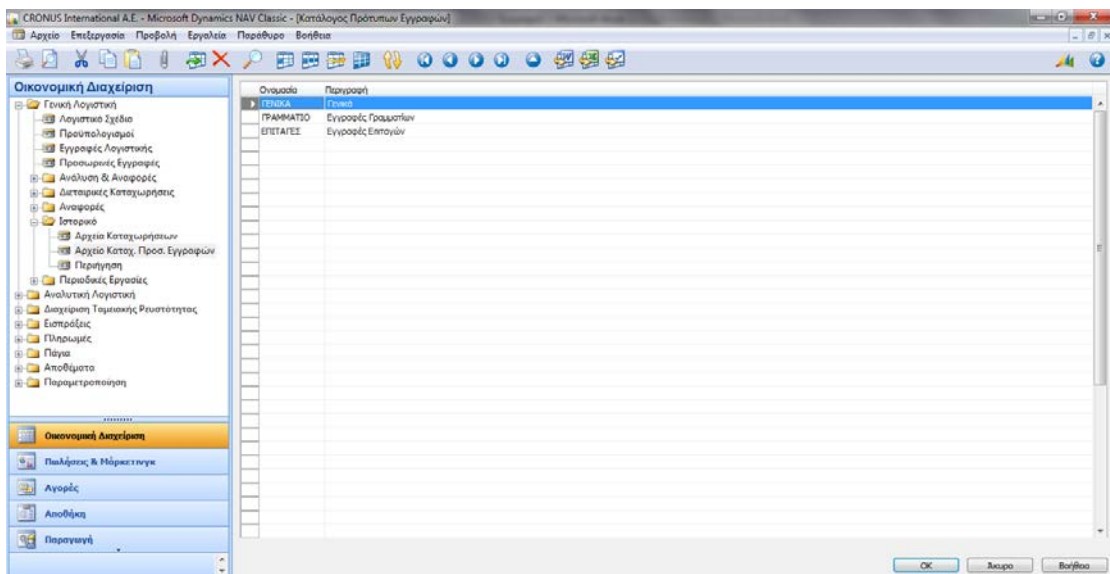 CRONUS International A.E. - Microsoft Dynamics NAV Classic - [Κατάλογος Πρότυπων Εγγραφών]
Αρχείο Επεξεργασία Προβολή Εργαλεία Παράθυρο Βοήθεια
Οικονομική Διαχείριση
Γενική Λογιστική
Λογιστικό Σχέδιο
Προϋπολογισμοί
Εγγραφές Λογιστικής
Προσωρινές Εγγραφές
Ανάλυση & Αναφορές
Διεταιρικές Καταχωρήσεις
Αναφορές
Ιστορικό
Αρχείο Καταχωρήσεων
Αρχείο Καταχ. Προσ. Εγγραφών
Περιήγηση
Περιοδικές Εργασίες
Αναλυτική Λογιστική
Διαχείριση Ταμειακής Ρευστότητας
Εισπράξεις
Πληρωμές
Πάγια
Αποθέματα
Παραμετροποίηση
Οικονομική Διαχείριση
Πωλήσεις & Μάρκετινγκ
Αγορές
Αποθήκη
Παραγωγή
Ονομασία Περιγραφή
ΓΕΝΙΚΑ Γενικό
ΓΡΑΜΜΑΤΙΟ Εγγραφές Γραμματίων
ΕΠΙΤΑΓΕΣ Εγγραφές Επιταγών
OK Άκυρο Βοήθεια